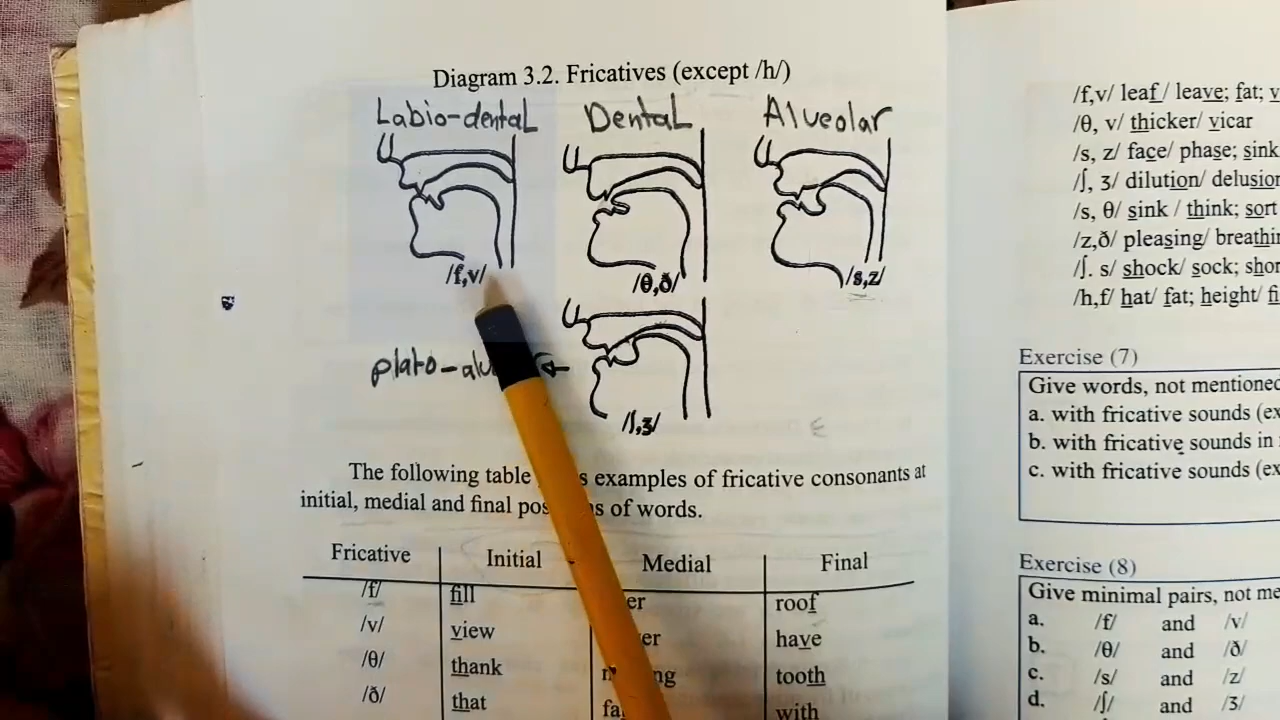 Diagram 3.2. Fricatives (except /h/)
Labio-dental Dental Alveolar
/f,v/ /θ,ð/ /s,z/
plato-
/ʃ,ʒ/
The following table examples of fricative consonants at
initial, medial and final of words.
Fricative Initial Medial Final
/f/ fill roof
/v/ view have
/θ/ thank tooth
/ð/ that with
/f,v/ leaf / leave; fat;
/θ, v/ thicker/ vicar
/s, z/ face/ phase; sink
/ʃ, ʒ/ dilution/ delusion
/s, θ/ sink / think;
/z,ð/ pleasing/
/ʃ. s/ shock/ sock;
/h,f/ hat/ fat; height/
Exercise (7)
Give words, not mentioned
a. with fricative sounds
b. with fricative sounds in
c. with fricative sounds
Exercise (8)
Give minimal pairs, not
a. /f/ and /v/
b. /θ/ and /ð/
c. /s/ and /z/
d. /ʃ/ and /ʒ/